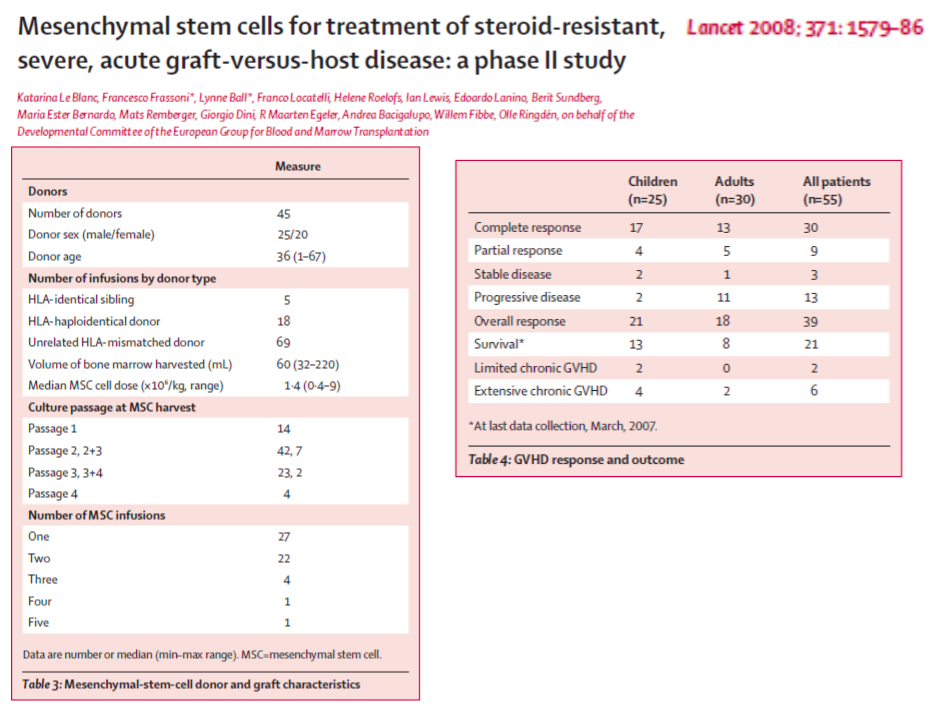 Mesenchymal stem cells for treatment of steroid-resistant,
severe, acute graft-versus-host disease: a phase II study
Lancet 2008; 371: 1579–86
Katarina Le Blanc, Francesco Frassoni*, Lynne Ball*, Franco Locatelli, Helene Roelofs, Ian Lewis, Edoardo Lanino, Berit Sundberg,
Maria Ester Bernardo, Mats Remberger, Giorgio Dini, R Maarten Egeler, Andrea Bacigalupo, Willem Fibbe, Olle Ringdén, on behalf of the
Developmental Committee of the European Group for Blood and Marrow Transplantation
Measure
Donors
Number of donors 45
Donor sex (male/female) 25/20
Donor age 36 (1–67)
Number of infusions by donor type
HLA-identical sibling 5
HLA-haploidentical donor 18
Unrelated HLA-mismatched donor 69
Volume of bone marrow harvested (mL) 60 (32–220)
Median MSC cell dose (×10⁶/kg, range) 1·4 (0·4–9)
Culture passage at MSC harvest
Passage 1 14
Passage 2, 2+3 42, 7
Passage 3, 3+4 23, 2
Passage 4 4
Number of MSC infusions
One 27
Two 22
Three 4
Four 1
Five 1
Data are number or median (min–max range). MSC=mesenchymal stem cell.
Table 3: Mesenchymal-stem-cell donor and graft characteristics
Children Adults All patients
(n=25) (n=30) (n=55)
Complete response 17 13 30
Partial response 4 5 9
Stable disease 2 1 3
Progressive disease 2 11 13
Overall response 21 18 39
Survival* 13 8 21
Limited chronic GVHD 2 0 2
Extensive chronic GVHD 4 2 6
*At last data collection, March, 2007.
Table 4: GVHD response and outcome